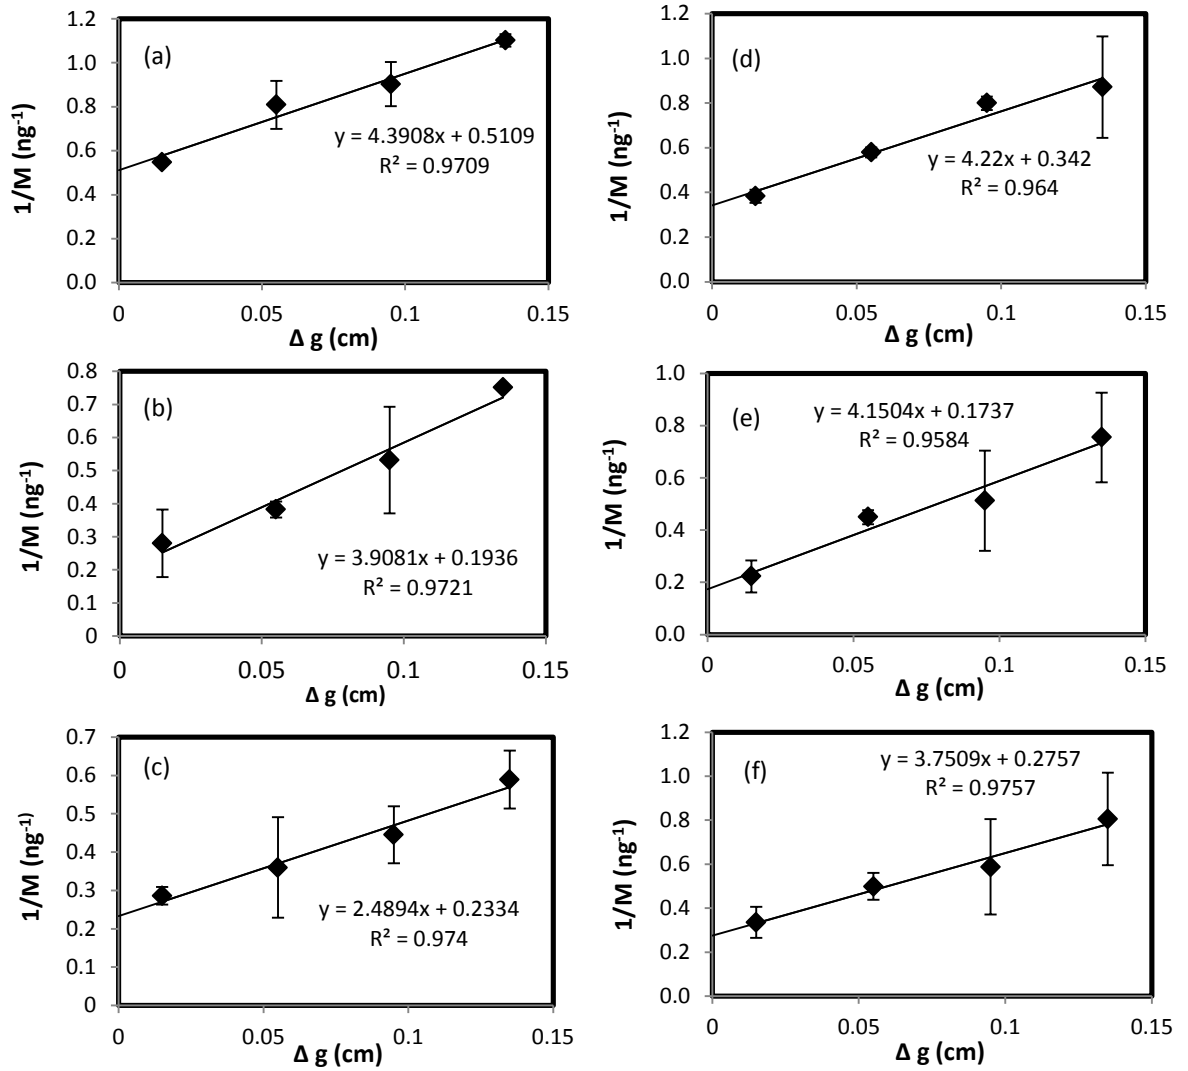 (a)
1/M (ng⁻¹)
1.2
1.0
0.8
0.6
0.4
0.2
0.0
y = 4.3908x + 0.5109
R² = 0.9709
0 0.05 0.1 0.15
Δ g (cm)
(d)
1/M (ng⁻¹)
1.2
1.0
0.8
0.6
0.4
0.2
0.0
y = 4.22x + 0.342
R² = 0.964
0 0.05 0.1 0.15
Δ g (cm)
(b)
1/M (ng⁻¹)
0.8
0.7
0.6
0.5
0.4
0.3
0.2
0.1
0
y = 3.9081x + 0.1936
R² = 0.9721
0 0.05 0.1 0.15
Δ g (cm)
(e)
1/M (ng⁻¹)
1.0
0.8
0.6
0.4
0.2
0.0
y = 4.1504x + 0.1737
R² = 0.9584
0 0.05 0.1 0.15
Δ g (cm)
(c)
1/M (ng⁻¹⁾
0.7
0.6
0.5
0.4
0.3
0.2
0.1
0
y = 2.4894x + 0.2334
R² = 0.974
0 0.05 0.1 0.15
Δ g (cm)
(f)
1/M (ng⁻¹)
1.2
1.0
0.8
0.6
0.4
0.2
0.0
y = 3.7509x + 0.2757
R² = 0.9757
0 0.05 0.1 0.15
Δ g (cm)